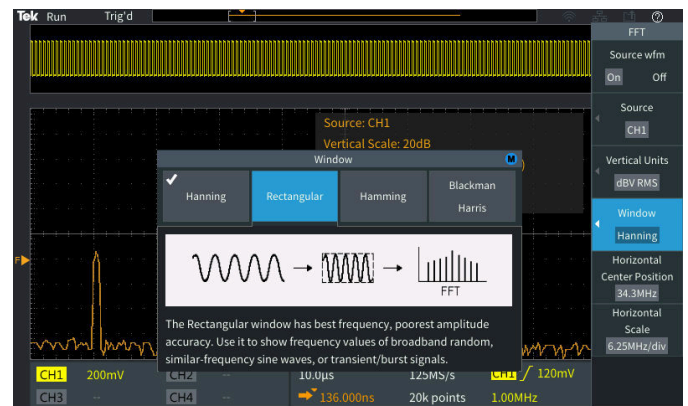 Tek Run Trig'd
FFT
Source wfm
On Off
Source
CH1
Vertical Units
dBV RMS
Window
Hanning
Horizontal
Center Position
34.3MHz
Horizontal
Scale
6.25MHz/div
Source: CH1
Vertical Scale: 20dB
)
Window
M
Hanning
Rectangular
Hamming
Blackman
Harris
FFT
The Rectangular window has best frequency, poorest amplitude
accuracy. Use it to show frequency values of broadband random,
similar-frequency sine waves, or transient/burst signals.
F
CH1 200mV CH2 -- 10.0µs 125MS/s CH1 120mV
CH3 -- CH4 -- 136.000ns 20k points 1.00MHz